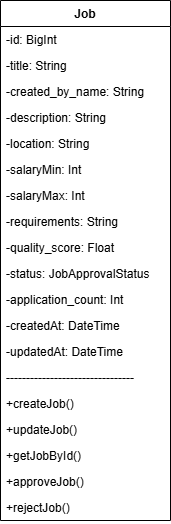 Job
-id: BigInt
-title: String
-created_by_name: String
-description: String
-location: String
-salaryMin: Int
-salaryMax: Int
-requirements: String
-quality_score: Float
-status: JobApprovalStatus
-application_count: Int
-createdAt: DateTime
-updatedAt: DateTime
--------------------------------
+createJob()
+updateJob()
+getJobById()
+approveJob()
+rejectJob()